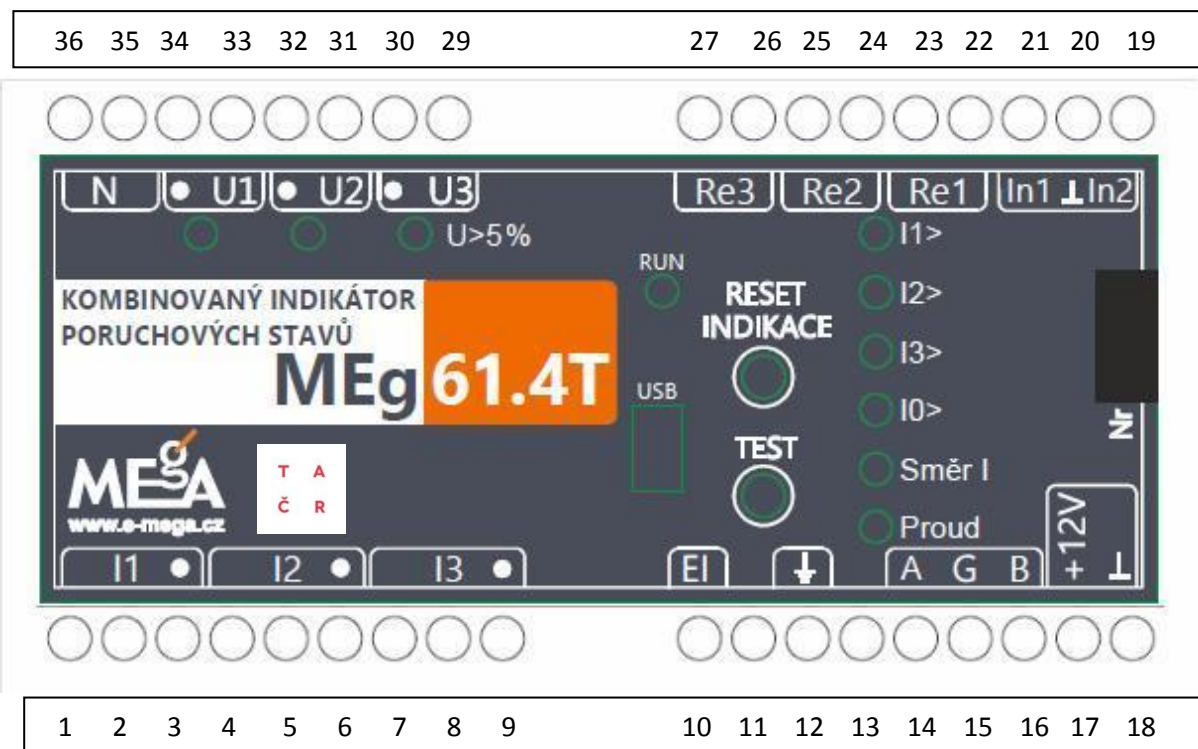 36 35 34 33 32 31 30 29 27 26 25 24 23 22 21 20 19
N U1 U2 U3 Re3 Re2 Re1 In1 ⊥ In2
U>5%
I1>
RUN
RESET
INDIKACE
I2>
KOMBINOVANÝ INDIKÁTOR
PORUCHOVÝCH STAVŮ
MEg 61.4T
I3>
USB
I0>
Nr
TEST
MEgA
www.e-mega.cz
T A
Č R
Směr I
Proud
+12V
I1 I2 I3 EI A G B ⊥
1 2 3 4 5 6 7 8 9 10 11 12 13 14 15 16 17 18